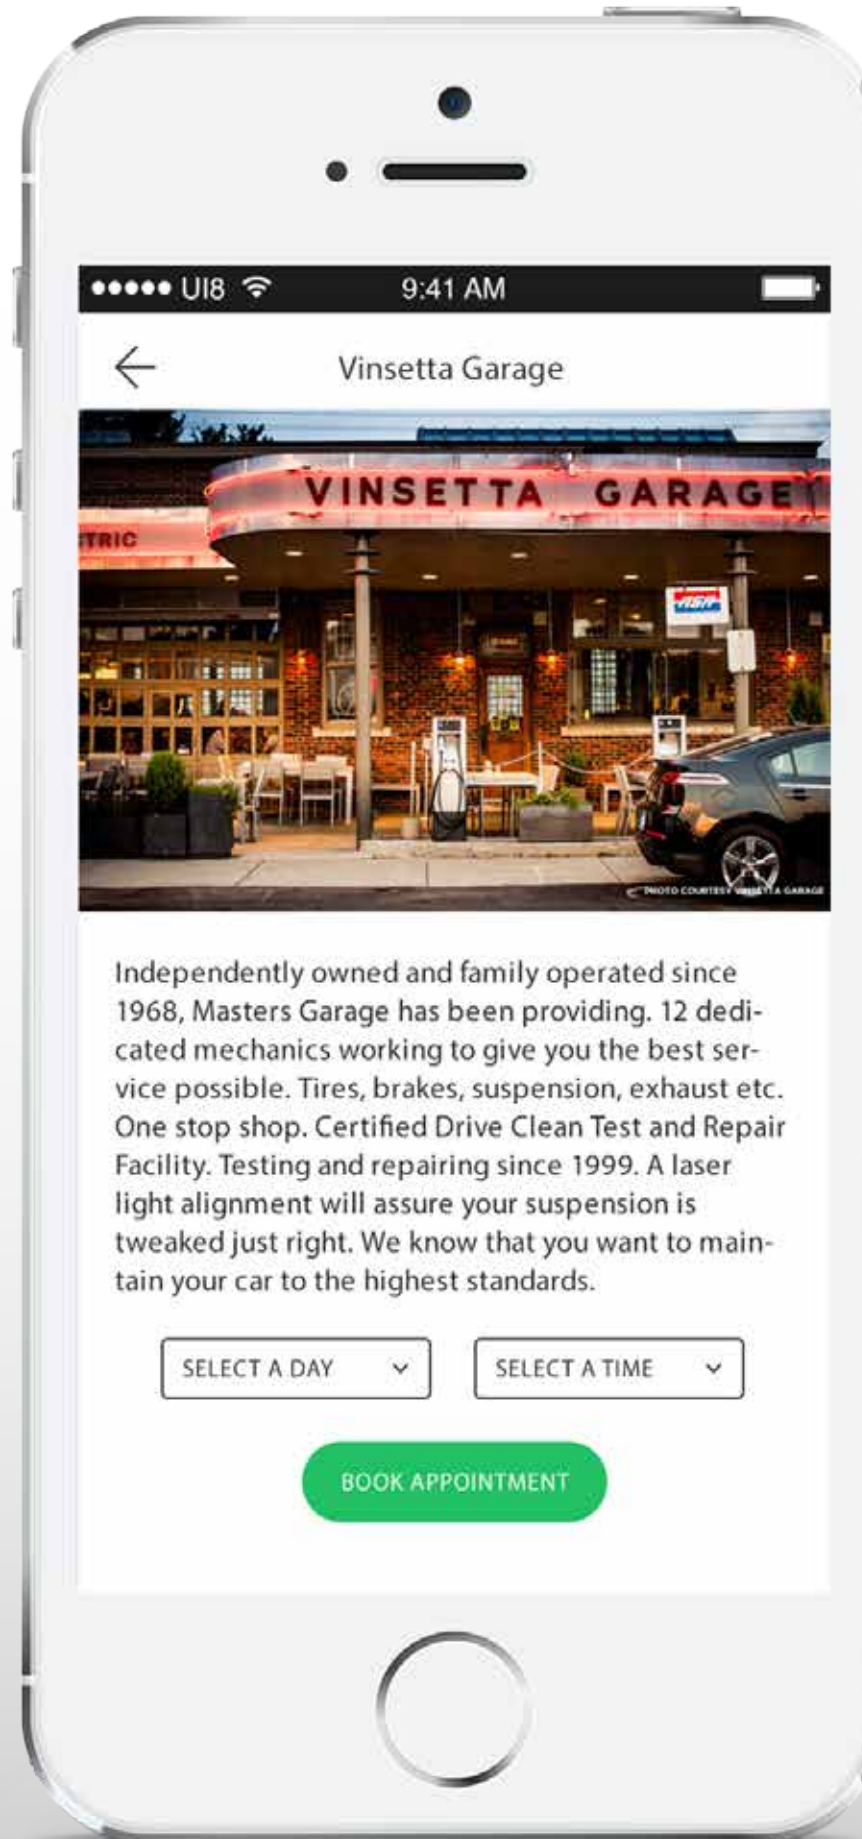 UI8
9:41 AM
Vinsetta Garage
VINSETTA GARAGE
TRIC
PHOTO COURTESY VINSETTA GARAGE
Independently owned and family operated since
1968, Masters Garage has been providing. 12 dedi-
cated mechanics working to give you the best ser-
vice possible. Tires, brakes, suspension, exhaust etc.
One stop shop. Certified Drive Clean Test and Repair
Facility. Testing and repairing since 1999. A laser
light alignment will assure your suspension is
tweaked just right. We know that you want to main-
tain your car to the highest standards.
SELECT A DAY
SELECT A TIME
BOOK APPOINTMENT